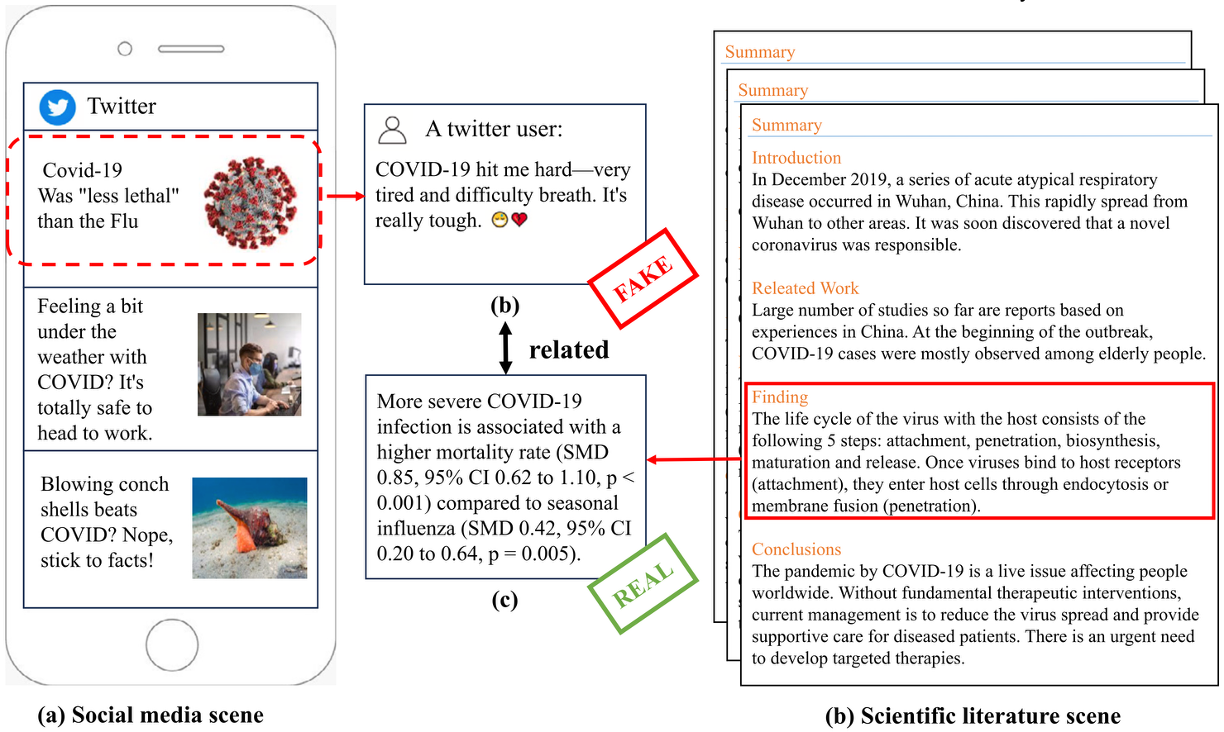 Twitter
Covid-19
Was "less lethal"
than the Flu
Feeling a bit
under the
weather with
COVID? It's
totally safe to
head to work.
Blowing conch
shells beats
COVID? Nope,
stick to facts!
(a) Social media scene
A twitter user:
COVID-19 hit me hard—very
tired and difficulty breath. It's
really tough. 😷💔
FAKE
(b)
related
More severe COVID-19
infection is associated with a
higher mortality rate (SMD
0.85, 95% CI 0.62 to 1.10, p <
0.001) compared to seasonal
influenza (SMD 0.42, 95% CI
0.20 to 0.64, p = 0.005).
REAL
(c)
Summary
Summary
Summary
Introduction
In December 2019, a series of acute atypical respiratory
disease occurred in Wuhan, China. This rapidly spread from
Wuhan to other areas. It was soon discovered that a novel
coronavirus was responsible.
Releated Work
Large number of studies so far are reports based on
experiences in China. At the beginning of the outbreak,
COVID-19 cases were mostly observed among elderly people.
Finding
The life cycle of the virus with the host consists of the
following 5 steps: attachment, penetration, biosynthesis,
maturation and release. Once viruses bind to host receptors
(attachment), they enter host cells through endocytosis or
membrane fusion (penetration).
Conclusions
The pandemic by COVID-19 is a live issue affecting people
worldwide. Without fundamental therapeutic interventions,
current management is to reduce the virus spread and provide
supportive care for diseased patients. There is an urgent need
to develop targeted therapies.
(b) Scientific literature scene